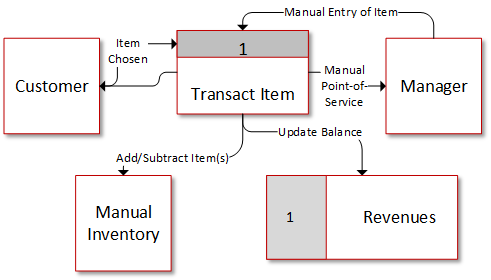 Manual Entry of Item
Item
Chosen
1
Customer
Transact Item
Manual
Point-of-
Service
Manager
Update Balance
Add/Subtract Item(s)
Manual
Inventory
1
Revenues